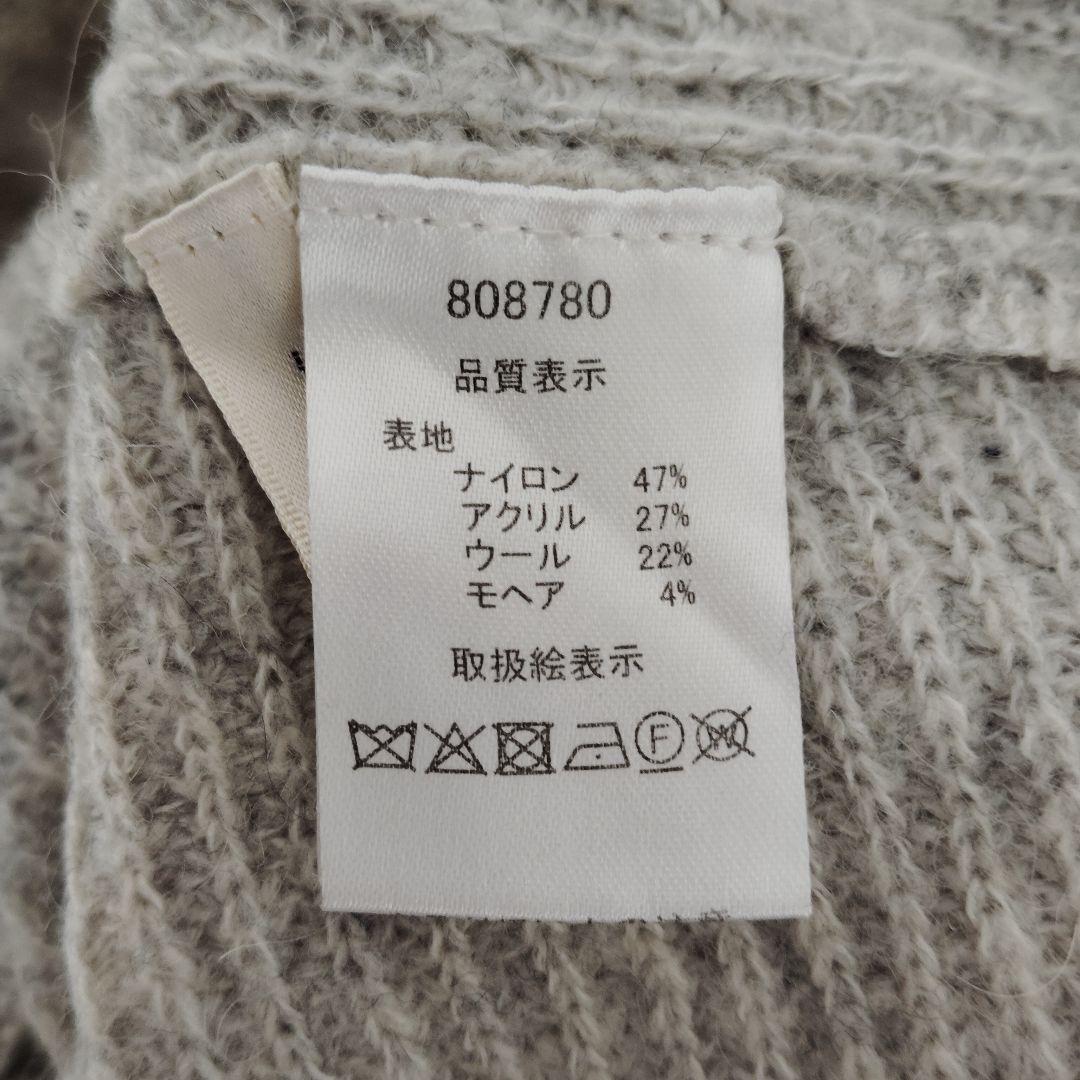 808780
品質表示
表地
ナイロン 47%
アクリル 27%
ウール 22%
モヘア 4%
取扱絵表示
F W